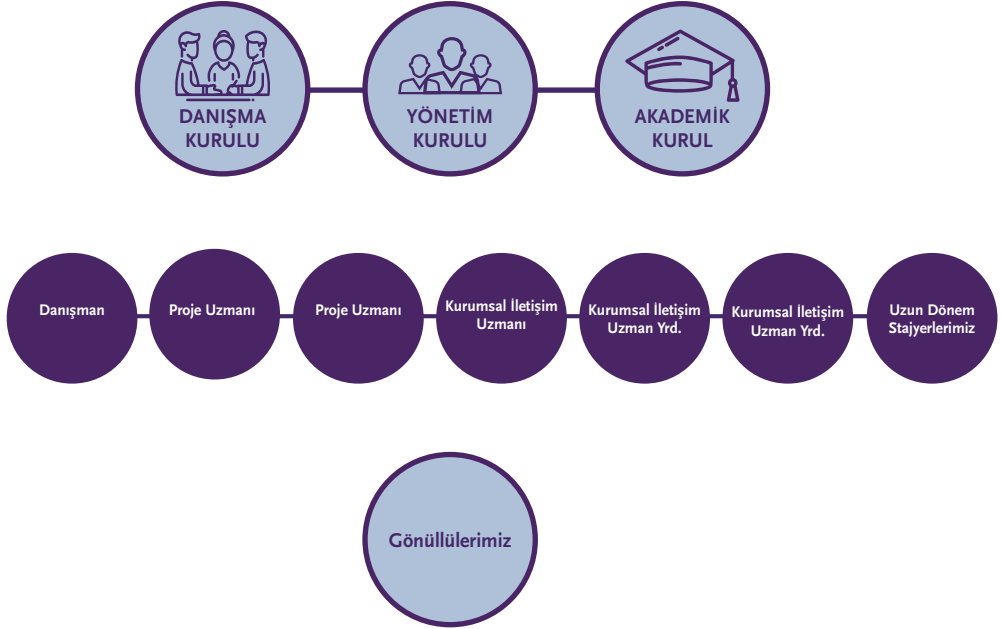 DANIŞMA
KURULU
YÖNETİM
KURULU
AKADEMİK
KURUL
Danışman
Proje Uzmanı
Proje Uzmanı
Kurumsal İletişim
Uzmanı
Kurumsal İletişim
Uzman Yrd.
Kurumsal İletişim
Uzman Yrd.
Uzun Dönem
Stajyerlerimiz
Gönüllülerimiz